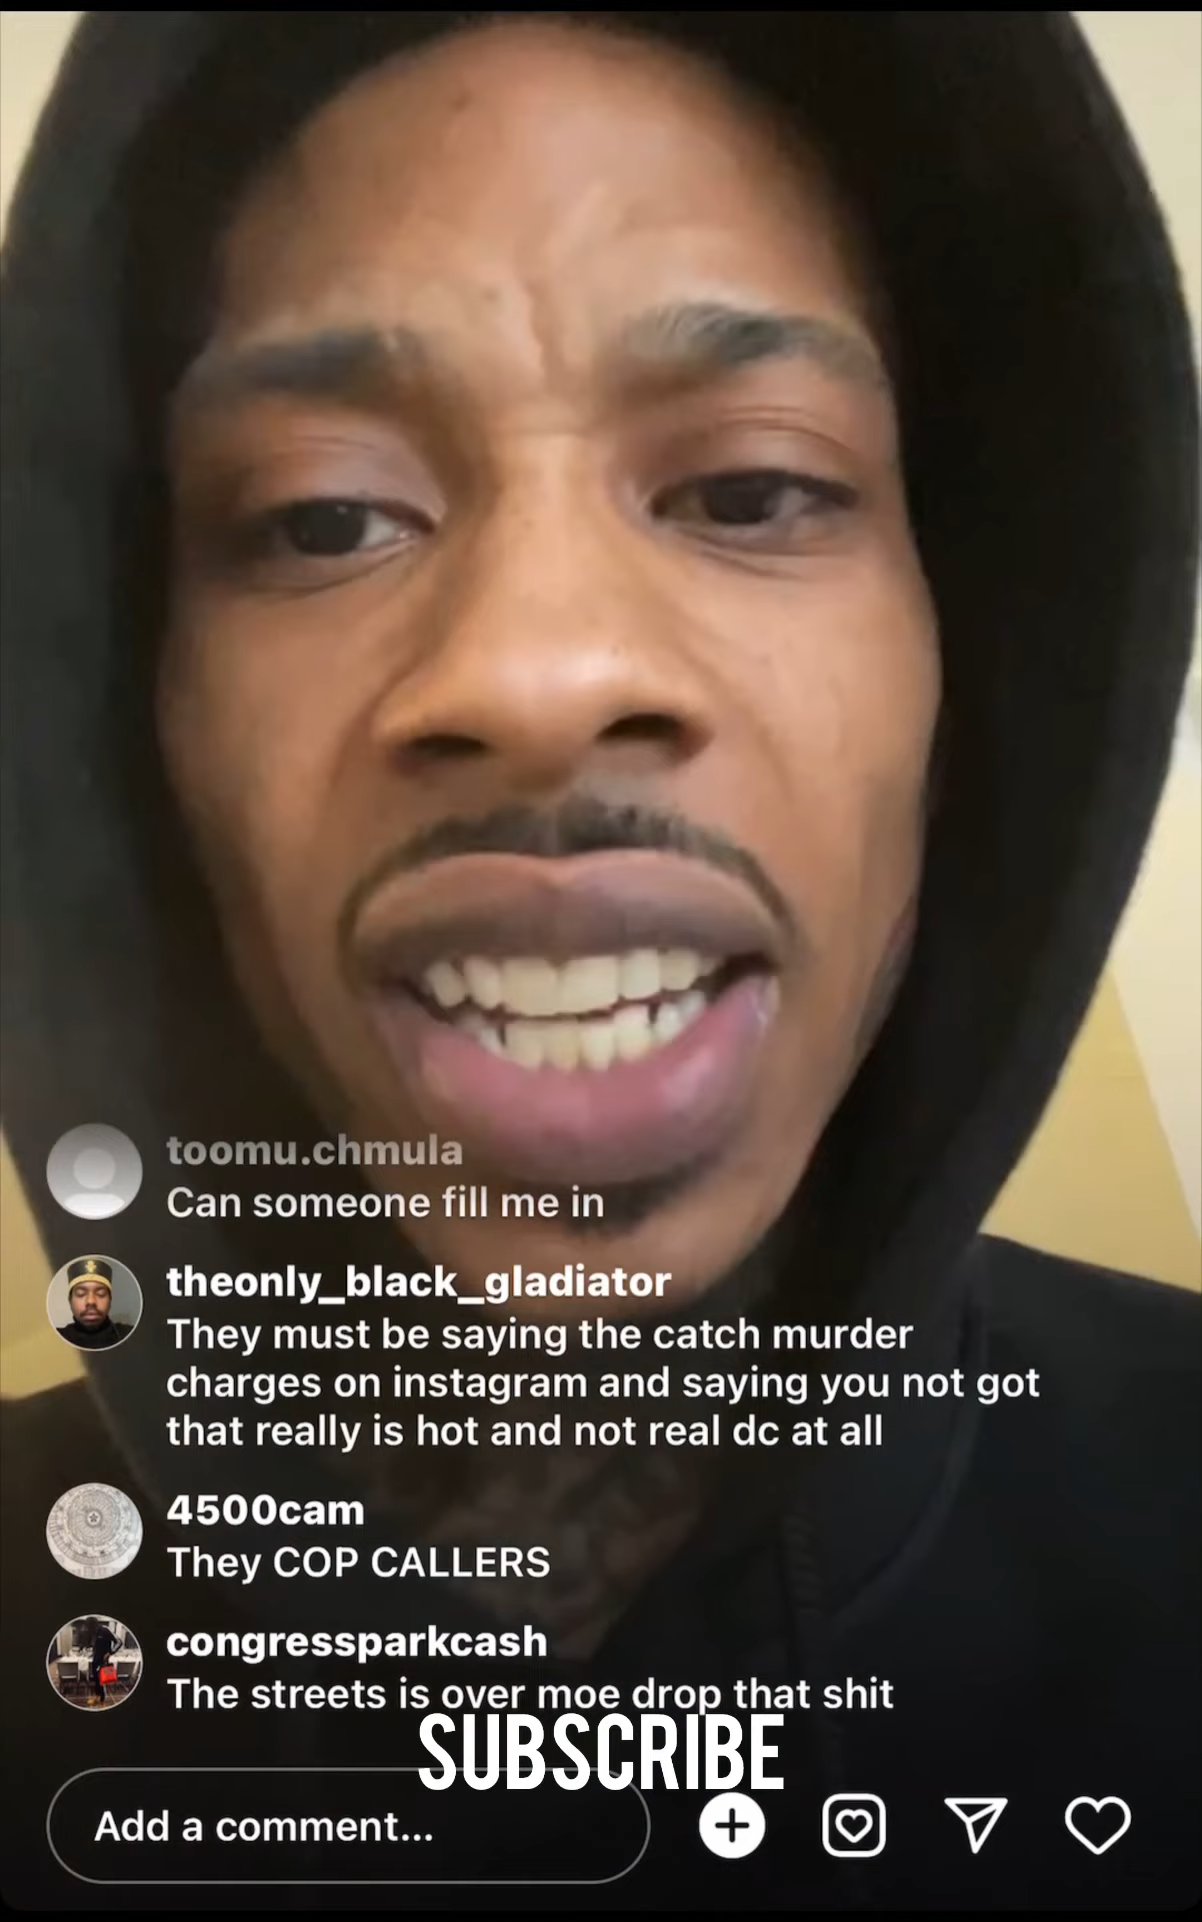 toomu.chmula
Can someone fill me in
theonly_black_gladiator
They must be saying the catch murder
charges on instagram and saying you not got
that really is hot and not real dc at all
4500cam
They COP CALLERS
congressparkcash
The streets is over moe drop that shit
SUBSCRIBE
Add a comment...